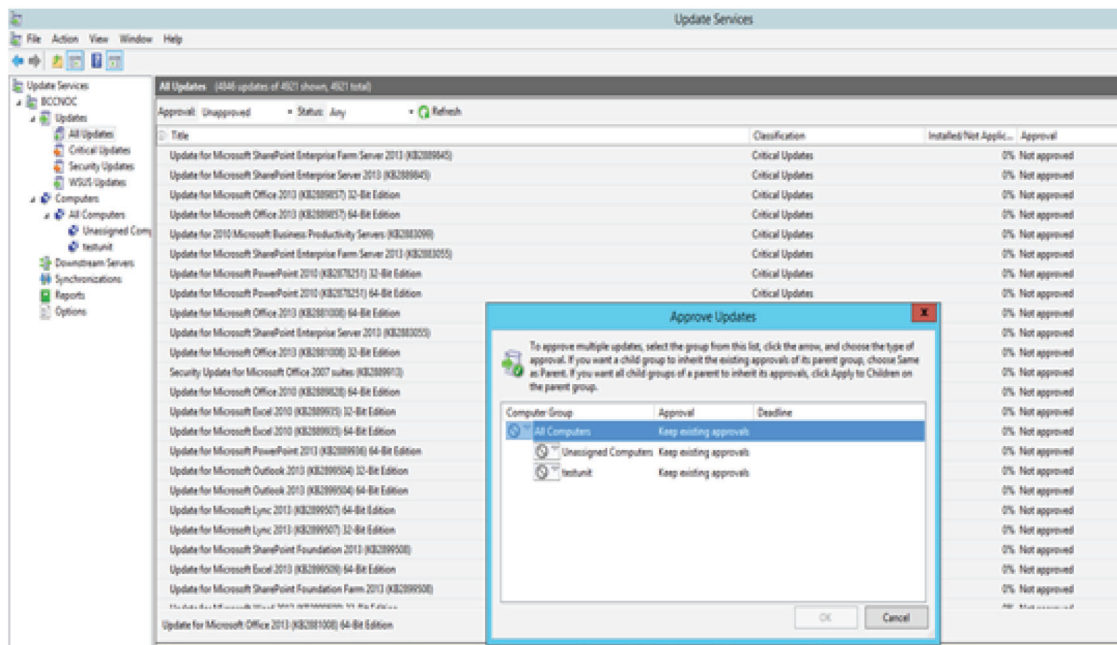 Update Services
File Action View Window Help
Update Services
BCCNOC
Updates
All Updates
Critical Updates
Security Updates
WSUS Updates
Computers
All Computers
Unassigned Comp
testunit
Downstream Servers
Synchronizations
Reports
Options
All Updates (4846 updates of 4921 shown, 4921 total)
Approval: Unapproved Status: Any Refresh
Title Classification Installed/Not Applic... Approval
Update for Microsoft SharePoint Enterprise Farm Server 2013 (KB2889845) Critical Updates 0% Not approved
Update for Microsoft SharePoint Enterprise Server 2013 (KB2889845) Critical Updates 0% Not approved
Update for Microsoft Office 2013 (KB2889857) 32-Bit Edition Critical Updates 0% Not approved
Update for Microsoft Office 2013 (KB2889857) 64-Bit Edition Critical Updates 0% Not approved
Update for 2010 Microsoft Business Productivity Servers (KB2883099) Critical Updates 0% Not approved
Update for Microsoft SharePoint Enterprise Farm Server 2013 (KB2883055) Critical Updates 0% Not approved
Update for Microsoft PowerPoint 2010 (KB2878251) 32-Bit Edition Critical Updates 0% Not approved
Update for Microsoft PowerPoint 2010 (KB2878251) 64-Bit Edition Critical Updates 0% Not approved
Update for Microsoft Office 2013 (KB2881008) 64-Bit Edition 0% Not approved
Update for Microsoft SharePoint Enterprise Server 2013 (KB2883055) 0% Not approved
Update for Microsoft Office 2013 (KB2881008) 32-Bit Edition 0% Not approved
Security Update for Microsoft Office 2007 suites (KB2889913) 0% Not approved
Update for Microsoft Office 2010 (KB2889828) 64-Bit Edition 0% Not approved
Update for Microsoft Excel 2010 (KB2889935) 32-Bit Edition 0% Not approved
Update for Microsoft Excel 2010 (KB2889935) 64-Bit Edition 0% Not approved
Update for Microsoft PowerPoint 2013 (KB2889936) 64-Bit Edition 0% Not approved
Update for Microsoft Outlook 2013 (KB2899504) 32-Bit Edition 0% Not approved
Update for Microsoft Outlook 2013 (KB2899504) 64-Bit Edition 0% Not approved
Update for Microsoft Lync 2013 (KB2899507) 64-Bit Edition 0% Not approved
Update for Microsoft Lync 2013 (KB2899507) 32-Bit Edition 0% Not approved
Update for Microsoft SharePoint Foundation 2013 (KB2899508) 0% Not approved
Update for Microsoft Excel 2013 (KB2899509) 64-Bit Edition 0% Not approved
Update for Microsoft SharePoint Foundation Farm 2013 (KB2899508) 0% Not approved
Update for Microsoft Office 2013 (KB2881008) 64-Bit Edition
Approve Updates
X
To approve multiple updates, select the group from this list, click the arrow, and choose the type of
approval. If you want a child group to inherit the existing approvals of its parent group, choose Same
as Parent. If you want all child groups of a parent to inherit its approvals, click Apply to Children on
the parent group.
Computer Group Approval Deadline
All Computers Keep existing approvals
Unassigned Computers Keep existing approvals
testunit Keep existing approvals
OK Cancel